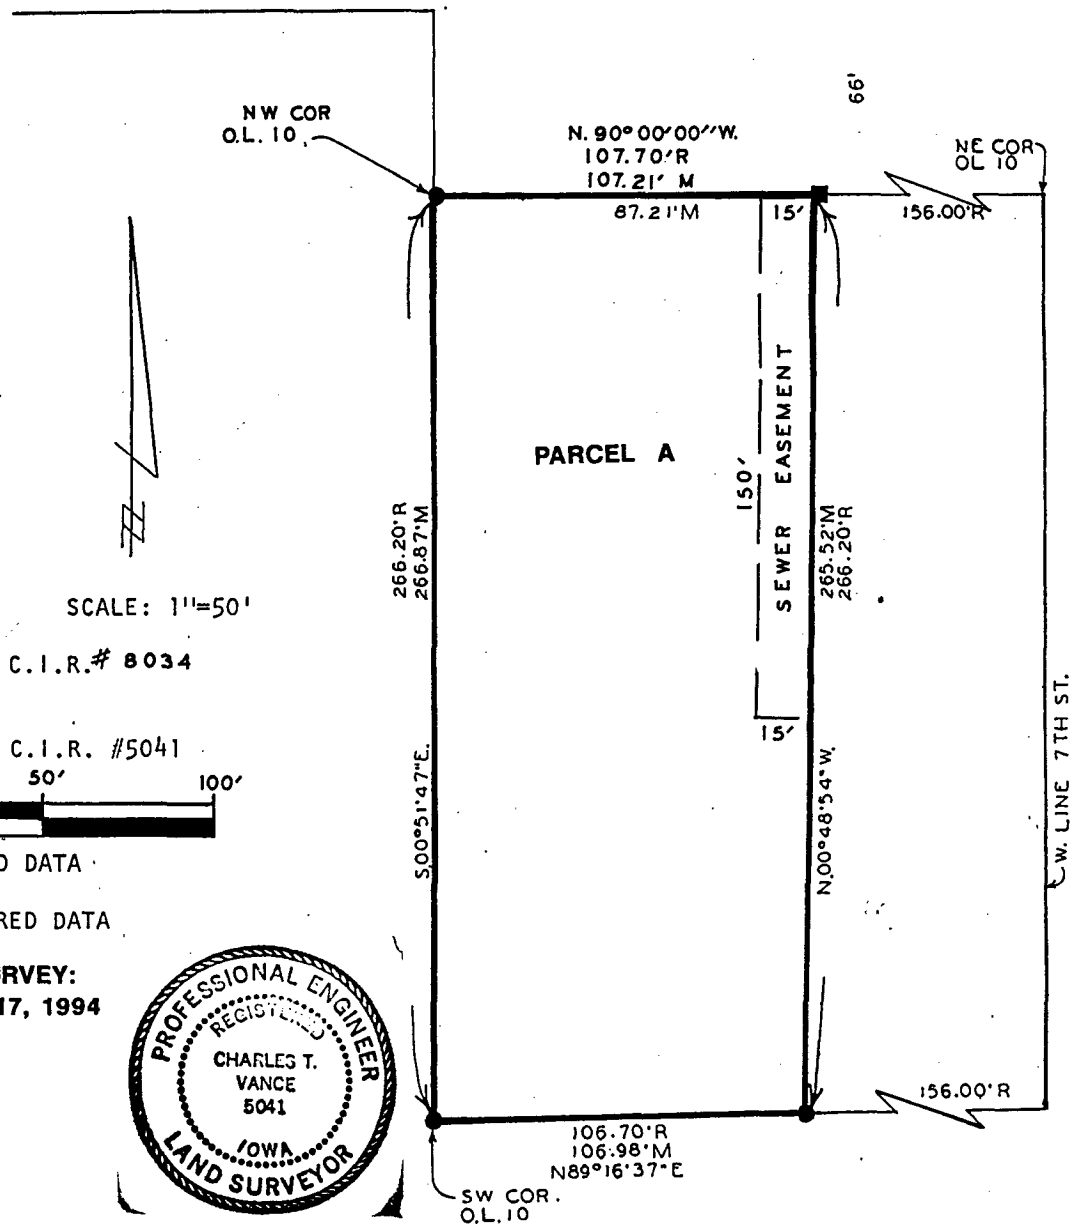 66'
NW COR
O.L. 10
N. 90°00'00"W.
107.70'R
107.21' M
NE COR
OL 10
87.21'M
15'
156.00'R
PARCEL A
SEWER EASEMENT
150'
266.20'R
266.87'M
265.52'M
266.20'R
SCALE: 1"=50'
C.I.R.# 8034
C.I.R. #5041
50' 100'
15'
S.00°51'47"E.
N.00°48'54"W.
W. LINE 7TH ST.
D DATA
RED DATA
RVEY:
17, 1994
PROFESSIONAL ENGINEER
REGISTERED
CHARLES T.
VANCE
5041
IOWA
LAND SURVEYOR
156.00'R
106.70'R
106.98'M
N89°16'37"E
SW COR.
O.L. 10